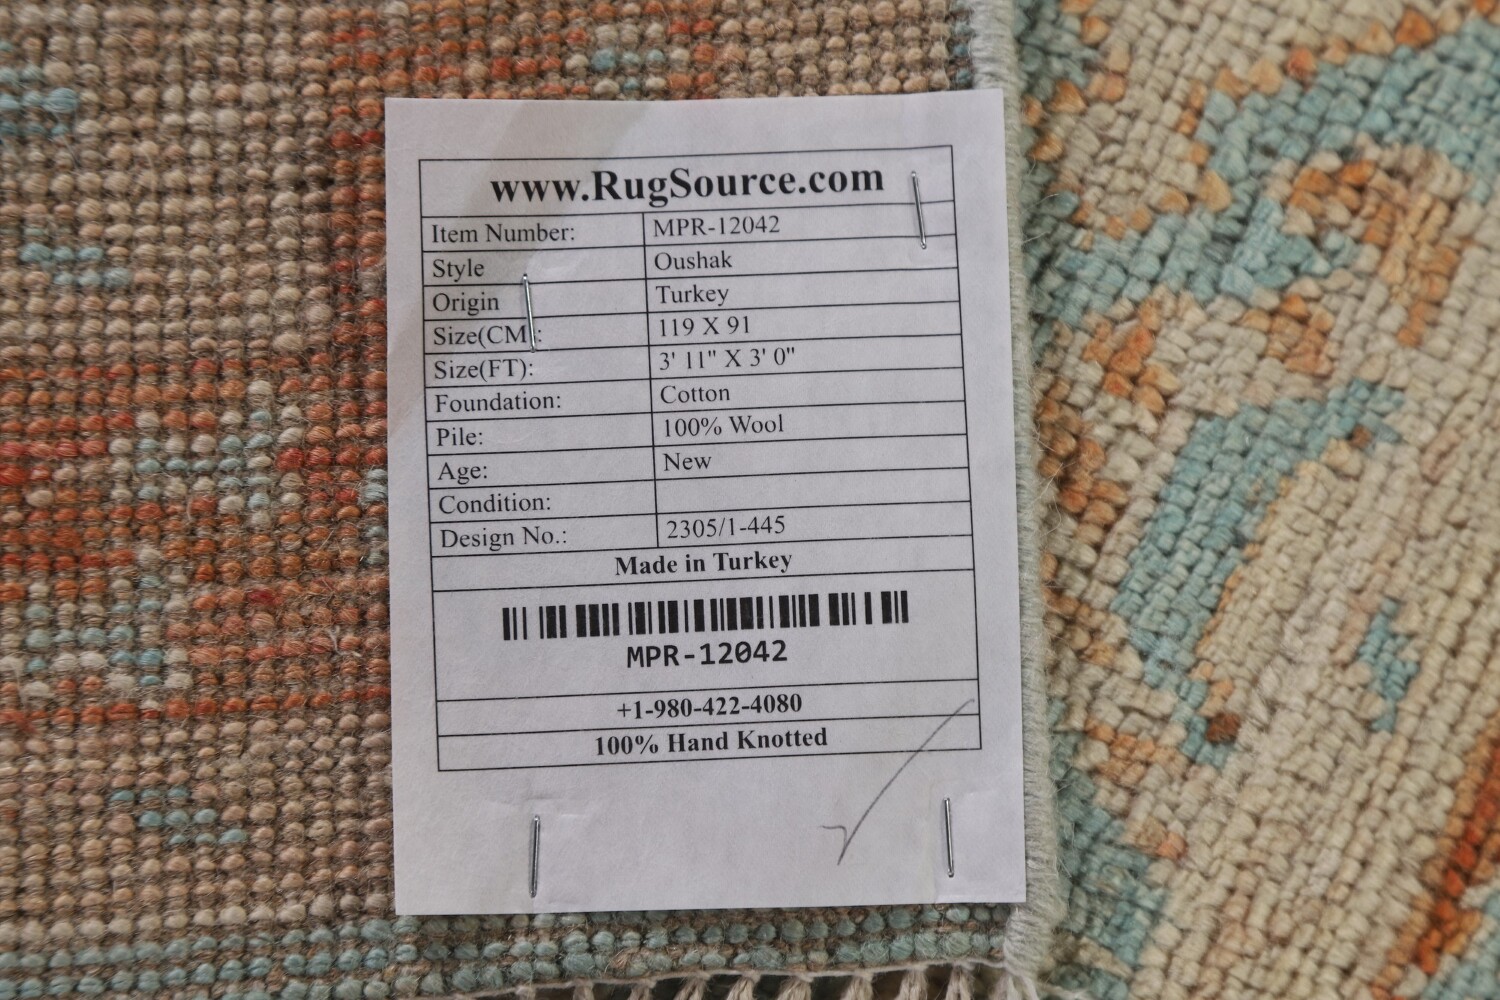 www.RugSource.com
Item Number: MPR-12042
Style Oushak
Origin Turkey
Size(CM): 119 X 91
Size(FT): 3' 11" X 3' 0"
Foundation: Cotton
Pile: 100% Wool
Age: New
Condition:
Design No.: 2305/1-445
Made in Turkey
MPR-12042
+1-980-422-4080
100% Hand Knotted